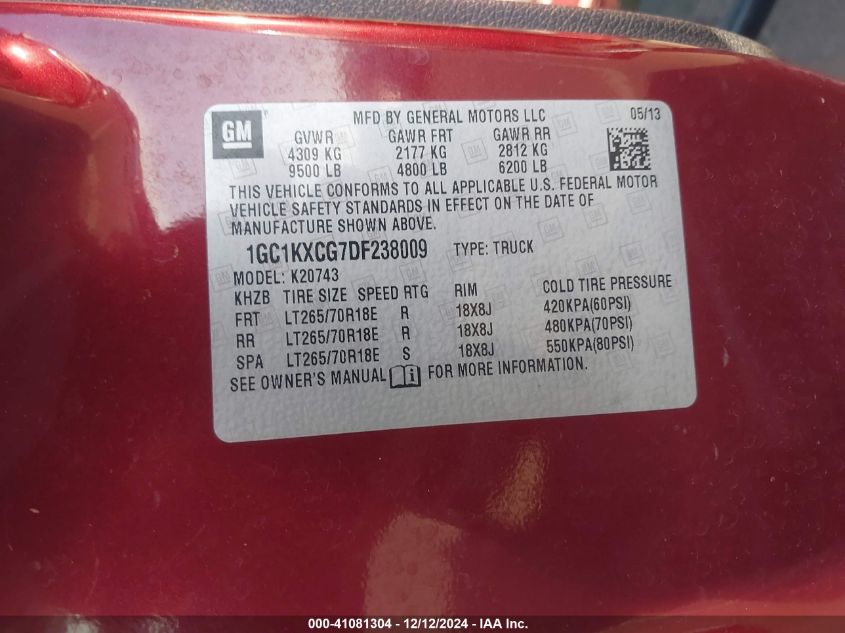 GM
MFD BY GENERAL MOTORS LLC 05/13
GVWR GAWR FRT GAWR RR
4309 KG 2177 KG 2812 KG
9500 LB 4800 LB 6200 LB
THIS VEHICLE CONFORMS TO ALL APPLICABLE U.S. FEDERAL MOTOR
VEHICLE SAFETY STANDARDS IN EFFECT ON THE DATE OF
MANUFACTURE SHOWN ABOVE.
1GC1KXCG7DF238009 TYPE: TRUCK
MODEL: K20743
KHZB TIRE SIZE SPEED RTG RIM COLD TIRE PRESSURE
FRT LT265/70R18E R 18X8J 420KPA(60PSI)
RR LT265/70R18E R 18X8J 480KPA(70PSI)
SPA LT265/70R18E S 18X8J 550KPA(80PSI)
SEE OWNER'S MANUAL FOR MORE INFORMATION.
000-41081304 - 12/12/2024 - IAA Inc.